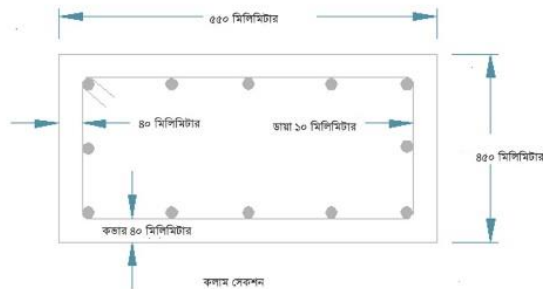 ৫৫০ মিলিমিটার
৪০ মিলিমিটার
ডায়া ১০ মিলিমিটার
৪৫০ মিলিমিটার
কভার ৪০ মিলিমিটার
কলাম সেকশন